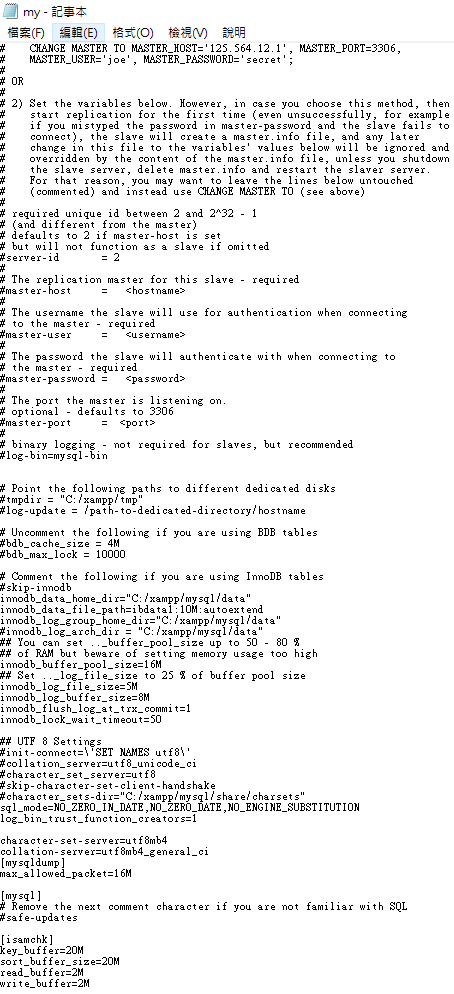 my - 記事本
檔案(F) 編輯(E) 格式(O) 檢視(V) 說明
#    CHANGE MASTER TO MASTER_HOST='125.564.12.1', MASTER_PORT=3306,
#    MASTER_USER='joe', MASTER_PASSWORD='secret';
#
# OR
#
# 2) Set the variables below. However, in case you choose this method, then
#    start replication for the first time (even unsuccessfully, for example
#    if you mistyped the password in master-password and the slave fails to
#    connect), the slave will create a master.info file, and any later
#    change in this file to the variables' values below will be ignored and
#    overridden by the content of the master.info file, unless you shutdown
#    the slave server, delete master.info and restart the slaver server.
#    For that reason, you may want to leave the lines below untouched
#    (commented) and instead use CHANGE MASTER TO (see above)
#
# required unique id between 2 and 2^32 - 1
# (and different from the master)
# defaults to 2 if master-host is set
# but will not function as a slave if omitted
#server-id       = 2
#
# The replication master for this slave - required
#master-host     =   <hostname>
#
# The username the slave will use for authentication when connecting
# to the master - required
#master-user     =   <username>
#
# The password the slave will authenticate with when connecting to
# the master - required
#master-password =   <password>
#
# The port the master is listening on.
# optional - defaults to 3306
#master-port     =  <port>
#
# binary logging - not required for slaves, but recommended
#log-bin=mysql-bin
# Point the following paths to different dedicated disks
#tmpdir = "C:/xampp/tmp"
#log-update = /path-to-dedicated-directory/hostname
# Uncomment the following if you are using BDB tables
#bdb_cache_size = 4M
#bdb_max_lock = 10000
# Comment the following if you are using InnoDB tables
#skip-innodb
innodb_data_home_dir="C:/xampp/mysql/data"
innodb_data_file_path=ibdata1:10M:autoextend
innodb_log_group_home_dir="C:/xampp/mysql/data"
#innodb_log_arch_dir = "C:/xampp/mysql/data"
## You can set .._buffer_pool_size up to 50 - 80 %
## of RAM but beware of setting memory usage too high
innodb_buffer_pool_size=16M
## Set .._log_file_size to 25 % of buffer pool size
innodb_log_file_size=5M
innodb_log_buffer_size=8M
innodb_flush_log_at_trx_commit=1
innodb_lock_wait_timeout=50
## UTF 8 Settings
#init-connect=\'SET NAMES utf8\'
#collation_server=utf8_unicode_ci
#character_set_server=utf8
#skip-character-set-client-handshake
#character_sets-dir="C:/xampp/mysql/share/charsets"
sql_mode=NO_ZERO_IN_DATE,NO_ZERO_DATE,NO_ENGINE_SUBSTITUTION
log_bin_trust_function_creators=1
character-set-server=utf8mb4
collation-server=utf8mb4_general_ci
[mysqldump]
max_allowed_packet=16M
[mysql]
# Remove the next comment character if you are not familiar with SQL
#safe-updates
[isamchk]
key_buffer=20M
sort_buffer_size=20M
read_buffer=2M
write_buffer=2M